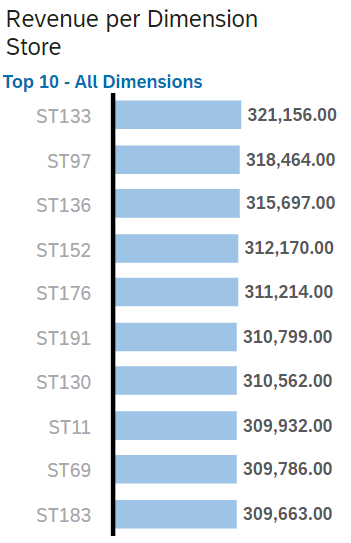 Revenue per Dimension
Store
Top 10 - All Dimensions
ST133 321,156.00
ST97 318,464.00
ST136 315,697.00
ST152 312,170.00
ST176 311,214.00
ST191 310,799.00
ST130 310,562.00
ST11 309,932.00
ST69 309,786.00
ST183 309,663.00